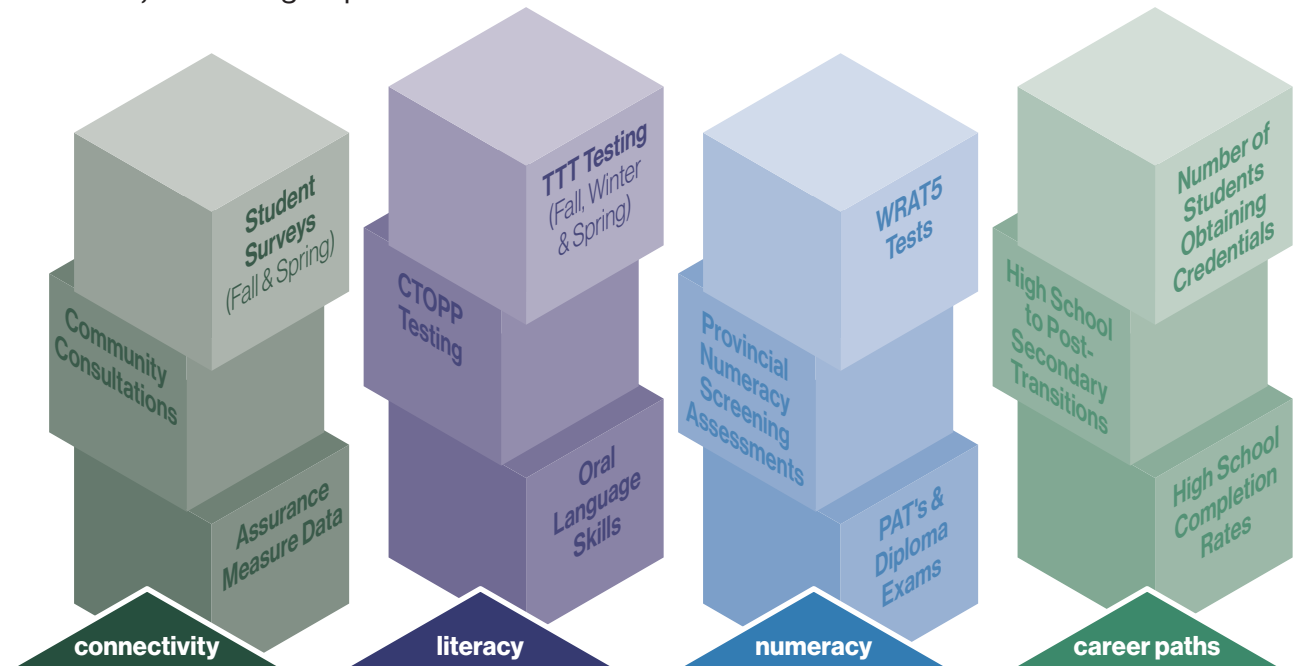 Student
Surveys
(Fall & Spring)
Community
Consultations
Assurance
Measure Data
connectivity
TTT Testing
(Fall, Winter
& Spring)
CTOPP
Testing
Oral
Language
Skills
literacy
WRAT5
Tests
Provincial
Numeracy
Screening
Assessments
PAT's &
Diploma
Exams
numeracy
Number of
Students
Obtaining
Credentials
High School
to Post-
Secondary
Transitions
High School
Completion
Rates
career paths